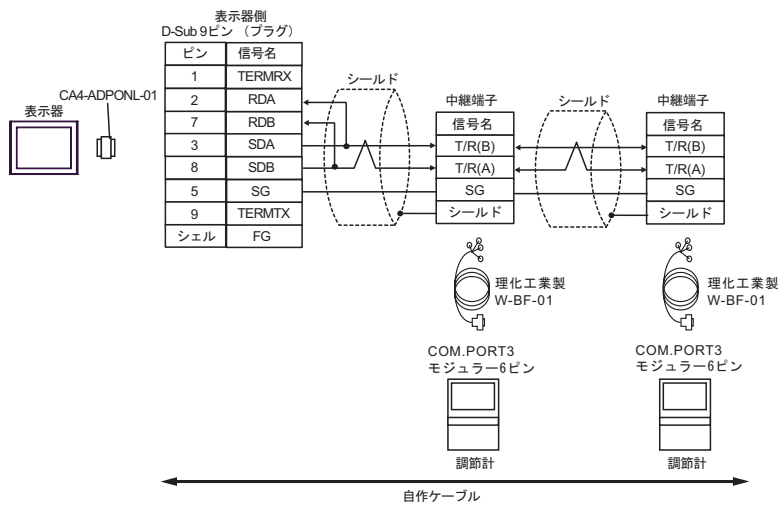 表示器側
D-Sub 9ピン （プラグ）
ピン 信号名
1 TERMRX
2 RDA
7 RDB
3 SDA
8 SDB
5 SG
9 TERMTX
シェル FG
CA4-ADPONL-01
表示器
シールド
中継端子
信号名
T/R(B)
T/R(A)
SG
シールド
シールド
中継端子
信号名
T/R(B)
T/R(A)
SG
シールド
理化工業製
W-BF-01
理化工業製
W-BF-01
COM.PORT3
モジュラー6ピン
COM.PORT3
モジュラー6ピン
調節計
調節計
自作ケーブル